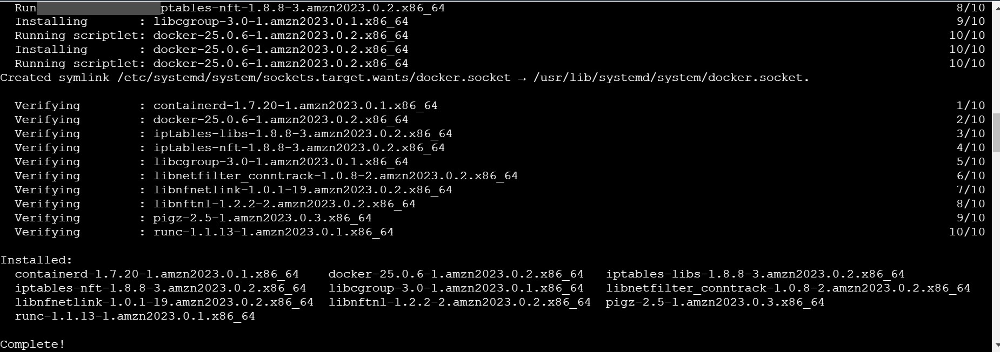 Run ptables-nft-1.8.8-3.amzn2023.0.2.x86_64 8/10
Installing : libcgroup-3.0-1.amzn2023.0.1.x86_64 9/10
Running scriptlet: docker-25.0.6-1.amzn2023.0.2.x86_64 10/10
Installing : docker-25.0.6-1.amzn2023.0.2.x86_64 10/10
Running scriptlet: docker-25.0.6-1.amzn2023.0.2.x86_64 10/10
Created symlink /etc/systemd/system/sockets.target.wants/docker.socket → /usr/lib/systemd/system/docker.socket.
Verifying : containerd-1.7.20-1.amzn2023.0.1.x86_64 1/10
Verifying : docker-25.0.6-1.amzn2023.0.2.x86_64 2/10
Verifying : iptables-libs-1.8.8-3.amzn2023.0.2.x86_64 3/10
Verifying : iptables-nft-1.8.8-3.amzn2023.0.2.x86_64 4/10
Verifying : libcgroup-3.0-1.amzn2023.0.1.x86_64 5/10
Verifying : libnetfilter_conntrack-1.0.8-2.amzn2023.0.2.x86_64 6/10
Verifying : libnfnetlink-1.0.1-19.amzn2023.0.2.x86_64 7/10
Verifying : libnftnl-1.2.2-2.amzn2023.0.2.x86_64 8/10
Verifying : pigz-2.5-1.amzn2023.0.3.x86_64 9/10
Verifying : runc-1.1.13-1.amzn2023.0.1.x86_64 10/10
Installed:
containerd-1.7.20-1.amzn2023.0.1.x86_64 docker-25.0.6-1.amzn2023.0.2.x86_64 iptables-libs-1.8.8-3.amzn2023.0.2.x86_64
iptables-nft-1.8.8-3.amzn2023.0.2.x86_64 libcgroup-3.0-1.amzn2023.0.1.x86_64 libnetfilter_conntrack-1.0.8-2.amzn2023.0.2.x86_64
libnfnetlink-1.0.1-19.amzn2023.0.2.x86_64 libnftnl-1.2.2-2.amzn2023.0.2.x86_64 pigz-2.5-1.amzn2023.0.3.x86_64
runc-1.1.13-1.amzn2023.0.1.x86_64
Complete!